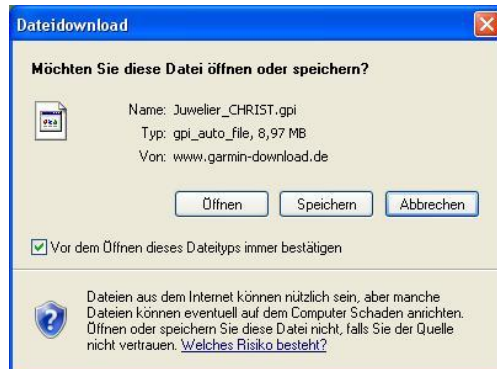 Dateidownload
Möchten Sie diese Datei öffnen oder speichern?
Name: Juwelier_CHRIST.gpi
Typ: gpi_auto_file, 8,97 MB
Von: www.garmin-download.de
Öffnen Speichern Abbrechen
Vor dem Öffnen dieses Dateityps immer bestätigen
Dateien aus dem Internet können nützlich sein, aber manche
Dateien können eventuell auf dem Computer Schaden anrichten.
Öffnen oder speichern Sie diese Datei nicht, falls Sie der Quelle
nicht vertrauen. Welches Risiko besteht?